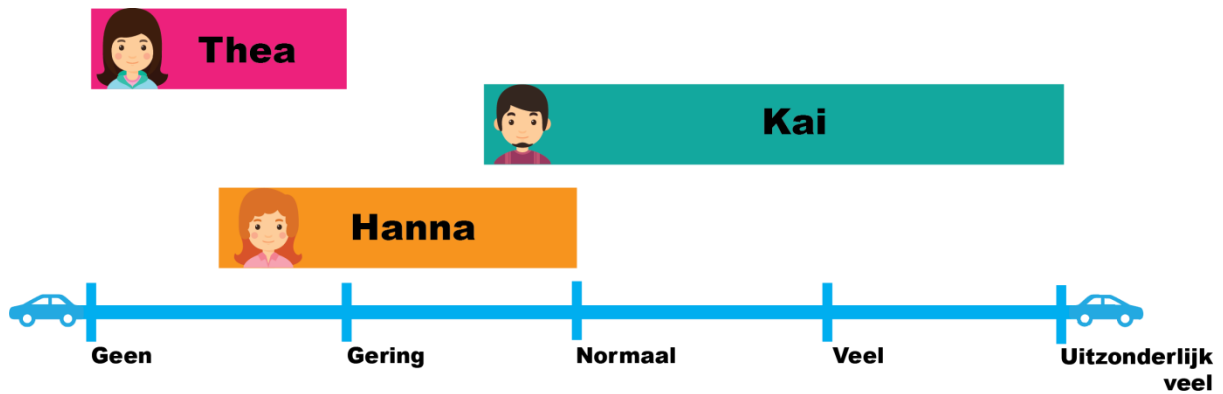 Thea
Kai
Hanna
Geen
Gering
Normaal
Veel
Uitzonderlijk
veel